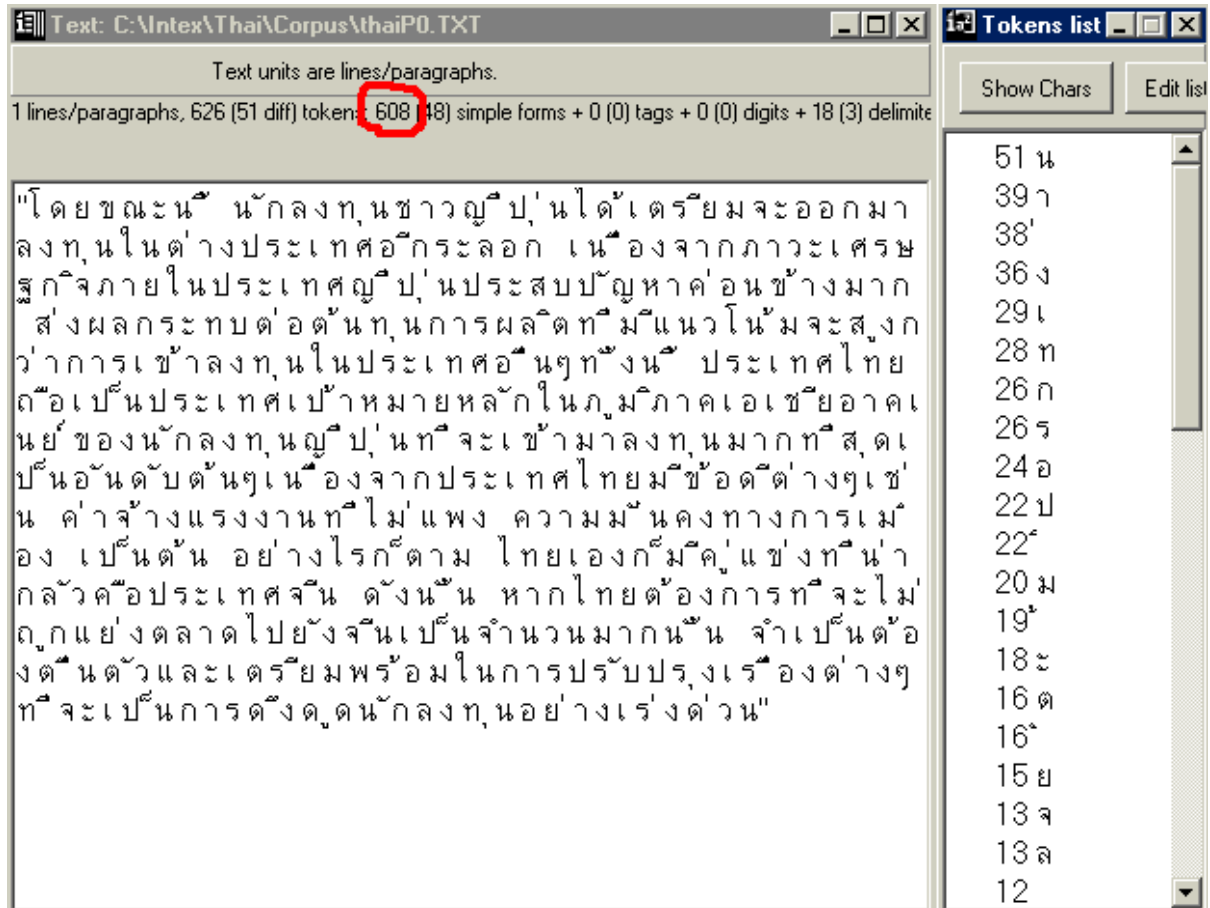 Text: C:\Intex\Thai\Corpus\thaiP0.TXT
Text units are lines/paragraphs.
1 lines/paragraphs, 626 (51 diff) tokens, 608 (48) simple forms + 0 (0) tags + 0 (0) digits + 18 (3) delimite
"โดยขณะนี้ นักลงทุนชาวญี่ปุ่นได้เตรียมจะออกมา
ลงทุนในต่างประเทศอีกระลอก เนื่องจากภาวะเศรษ
ฐกิจภายในประเทศญี่ปุ่นประสบปัญหาค่อนข้างมาก
ส่งผลกระทบต่อต้นทุนการผลิตที่มีแนวโน้มจะสูงก
ว่าการเข้าลงทุนในประเทศอื่นๆทั้งนี้ ประเทศไทย
ถือเป็นประเทศเป้าหมายหลักในภูมิภาคเอเชียอาคเ
นย์ของนักลงทุนญี่ปุ่นที่จะเข้ามาลงทุนมากที่สุดเ
ป็นอันดับต้นๆเนื่องจากประเทศไทยมีข้อดีต่างๆเช่
น ค่าจ้างแรงงานที่ไม่แพง ความมั่นคงทางการเมื
อง เป็นต้น อย่างไรก็ตาม ไทยเองก็มีคู่แข่งที่น่า
กลัวคือประเทศจีน ดังนั้น หากไทยต้องการที่จะไม่
ถูกแย่งตลาดไปยังจีนเป็นจำนวนมากนั้น จำเป็นต้อ
งตื่นตัวและเตรียมพร้อมในการปรับปรุงเรื่องต่างๆ
ที่จะเป็นการดึงดูดนักลงทุนอย่างเร่งด่วน"
Tokens list
Show Chars
Edit lis
51 น
39 า
38 ่
36 ง
29 เ
28 ท
26 ก
26 ร
24 อ
22 ป
22 ี
20 ม
19 ้
18 ะ
16 ต
16 ั
15 ย
13 จ
13 ล
12